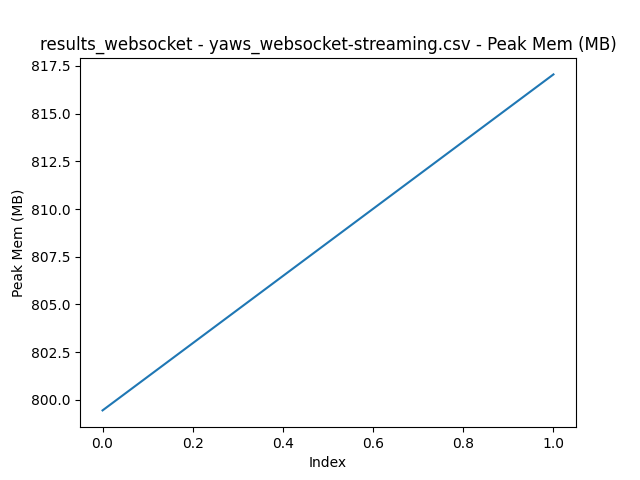 results_websocket - yaws_websocket-streaming.csv - Peak Mem (MB)
817.5
815.0
812.5
810.0
807.5
805.0
802.5
800.0
Peak Mem (MB)
0.0 0.2 0.4 0.6 0.8 1.0
Index